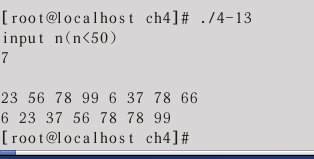 [root@localhost ch4]# ./4-13
input n(n<50)
7
23 56 78 99 6 37 78 66
6 23 37 56 78 78 99
[root@localhost ch4]#